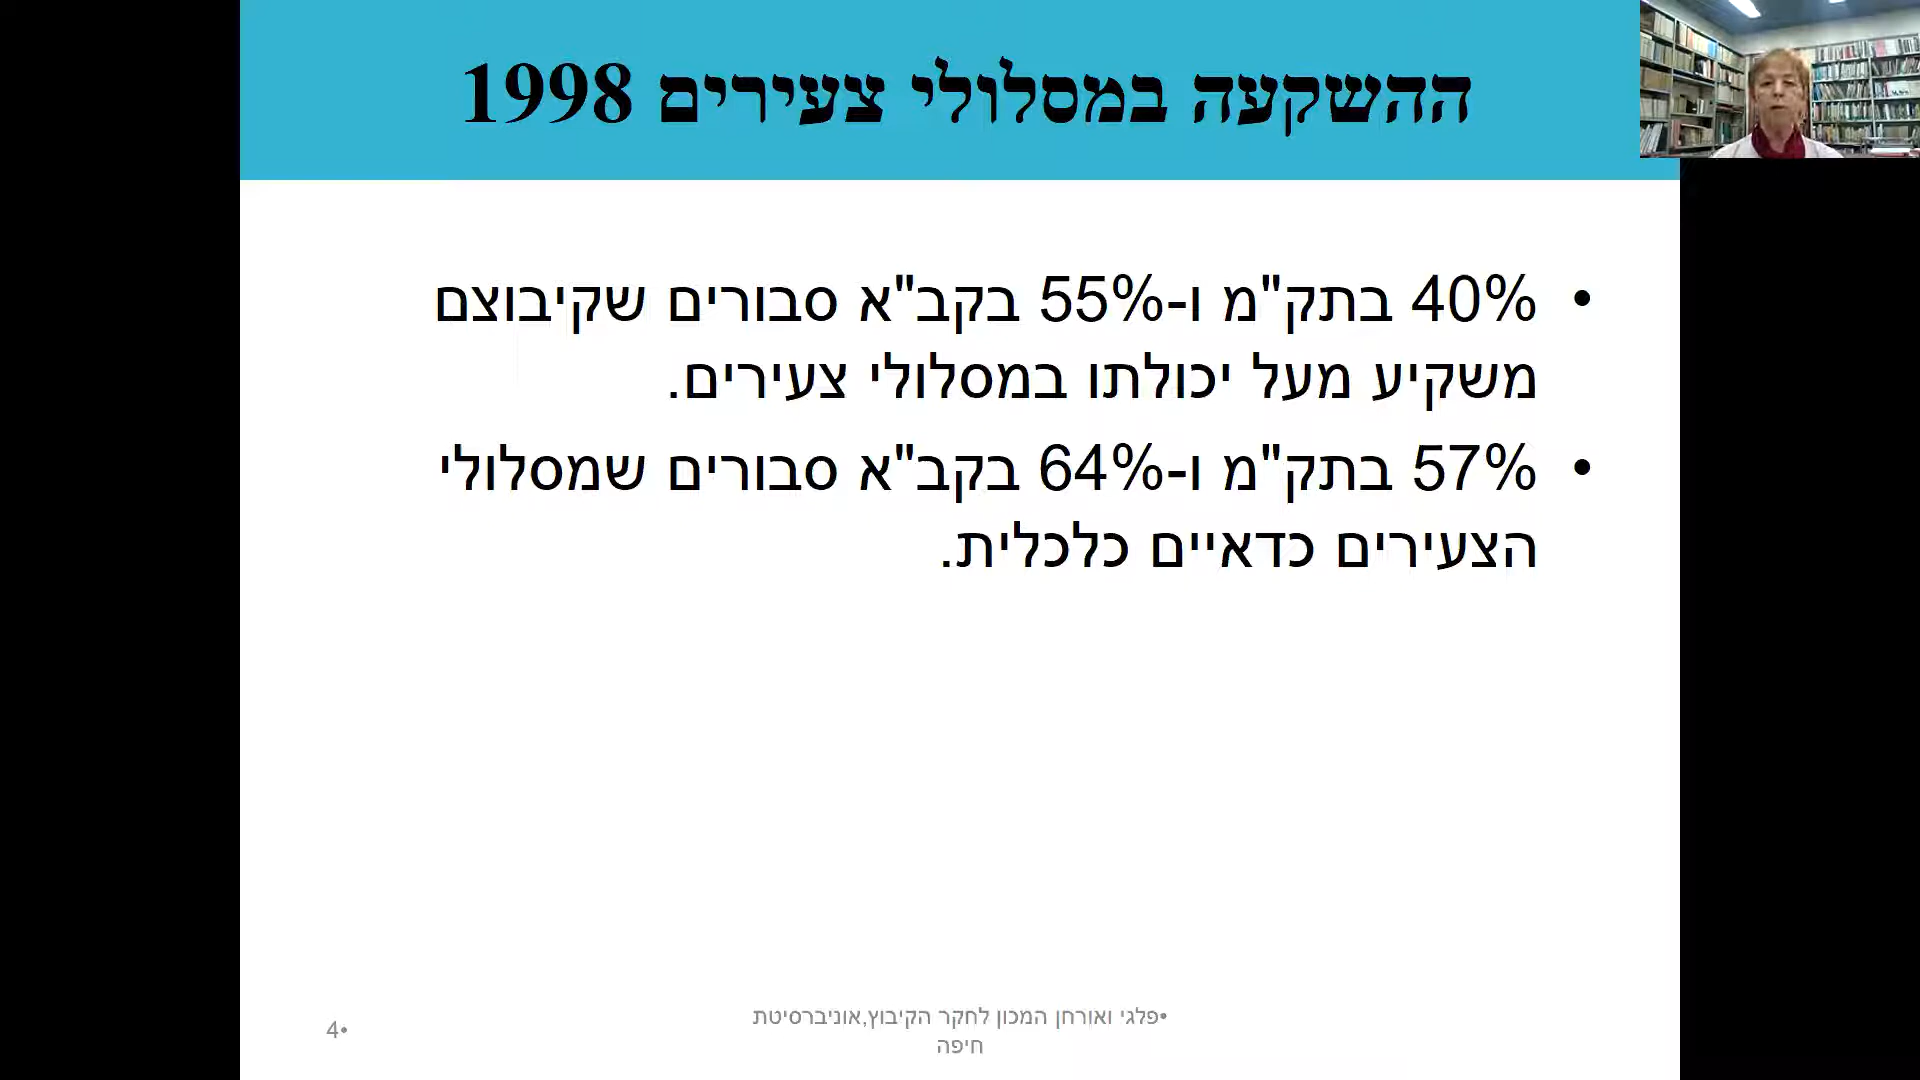 ההשקעה במסלולי צעירים 1998
• 40% בתק"מ ו-55% בקב"א סבורים שקיבוצם
משקיע מעל יכולתו במסלולי צעירים.
• 57% בתק"מ ו-64% בקב"א סבורים שמסלולי
הצעירים כדאיים כלכלית.
•פלגי ואורחן המכון לחקר הקיבוץ,אוניברסיטת
חיפה
•4